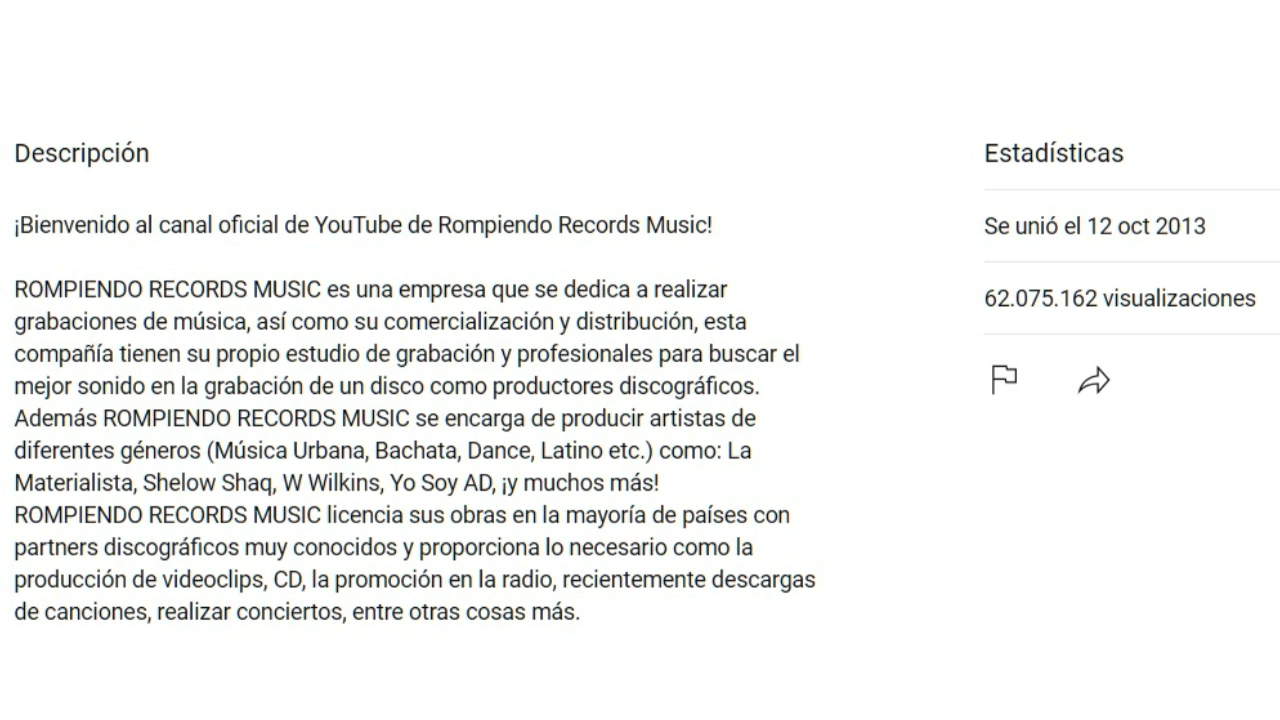 Descripción
¡Bienvenido al canal oficial de YouTube de Rompiendo Records Music!
ROMPIENDO RECORDS MUSIC es una empresa que se dedica a realizar
grabaciones de música, así como su comercialización y distribución, esta
compañía tienen su propio estudio de grabación y profesionales para buscar el
mejor sonido en la grabación de un disco como productores discográficos.
Además ROMPIENDO RECORDS MUSIC se encarga de producir artistas de
diferentes géneros (Música Urbana, Bachata, Dance, Latino etc.) como: La
Materialista, Shelow Shaq, W Wilkins, Yo Soy AD, ¡y muchos más!
ROMPIENDO RECORDS MUSIC licencia sus obras en la mayoría de países con
partners discográficos muy conocidos y proporciona lo necesario como la
producción de videoclips, CD, la promoción en la radio, recientemente descargas
de canciones, realizar conciertos, entre otras cosas más.
Estadísticas
Se unió el 12 oct 2013
62.075.162 visualizaciones